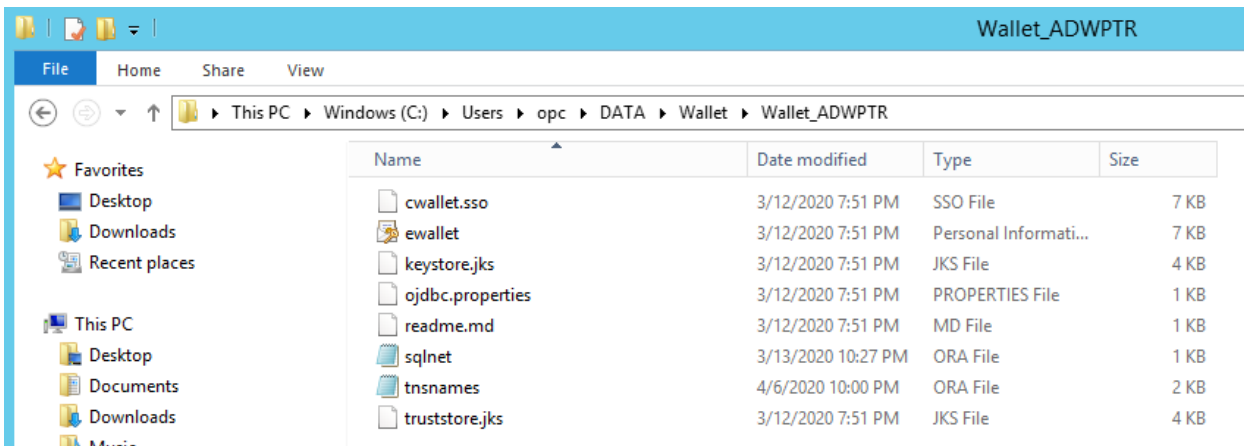 Wallet_ADWPTR
File Home Share View
This PC Windows (C:) Users opc DATA Wallet Wallet_ADWPTR
Favorites
Desktop
Downloads
Recent places
This PC
Desktop
Documents
Downloads
Music
Name Date modified Type Size
cwallet.sso 3/12/2020 7:51 PM SSO File 7 KB
ewallet 3/12/2020 7:51 PM Personal Informati... 7 KB
keystore.jks 3/12/2020 7:51 PM JKS File 4 KB
ojdbc.properties 3/12/2020 7:51 PM PROPERTIES File 1 KB
readme.md 3/12/2020 7:51 PM MD File 1 KB
sqlnet 3/13/2020 10:27 PM ORA File 1 KB
tnsnames 4/6/2020 10:00 PM ORA File 2 KB
truststore.jks 3/12/2020 7:51 PM JKS File 4 KB